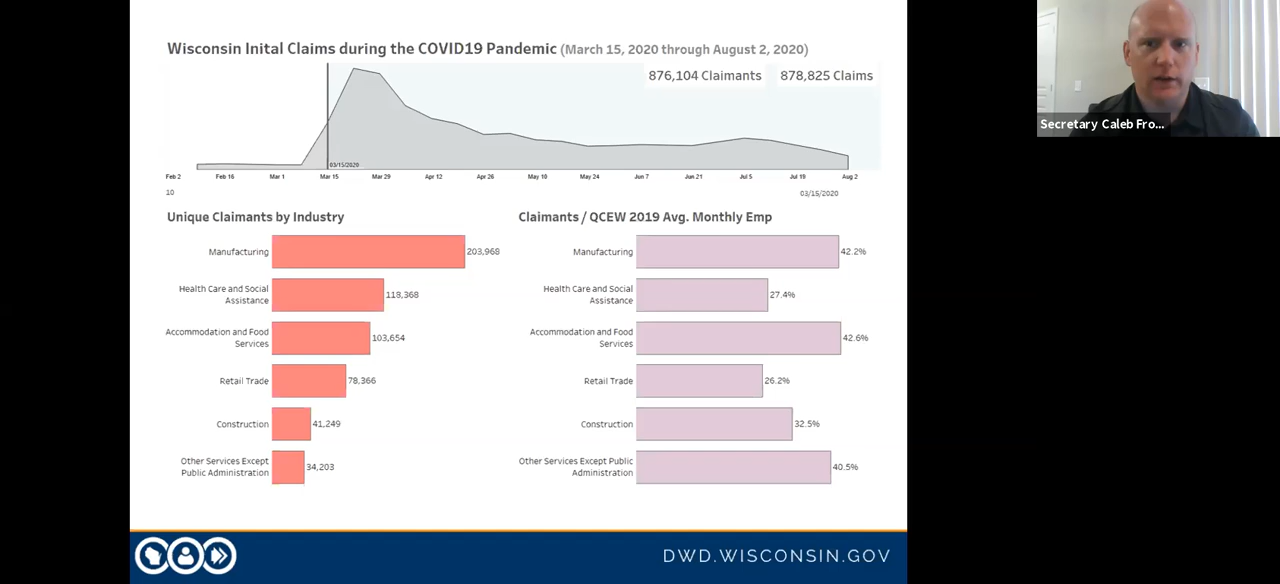 Wisconsin Inital Claims during the COVID19 Pandemic (March 15, 2020 through August 2, 2020)
876,104 Claimants 878,825 Claims
03/15/2020
Feb 2 Feb 16 Mar 1 Mar 15 Mar 29 Apr 12 Apr 26 May 10 May 24 Jun 7 Jun 21 Jul 5 Jul 19 Aug 2
10 03/15/2020
Unique Claimants by Industry
Manufacturing 203,968
Health Care and Social
Assistance 118,368
Accommodation and Food
Services 103,654
Retail Trade 78,366
Construction 41,249
Other Services Except
Public Administration 34,203
Claimants / QCEW 2019 Avg. Monthly Emp
Manufacturing 42.2%
Health Care and Social
Assistance 27.4%
Accommodation and Food
Services 42.6%
Retail Trade 26.2%
Construction 32.5%
Other Services Except Public
Administration 40.5%
DWD.WISCONSIN.GOV
Secretary Caleb Fro...